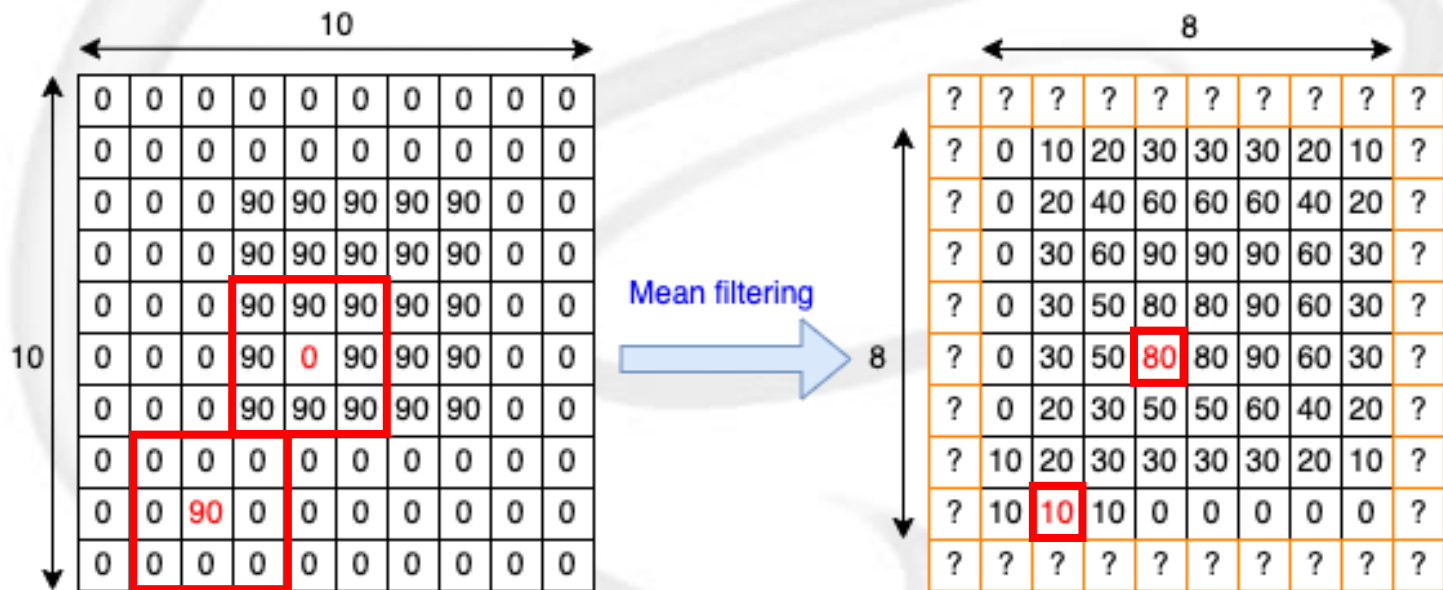 10
8
0 0 0 0 0 0 0 0 0 0
? ? ? ? ? ? ? ? ? ?
0 0 0 0 0 0 0 0 0 0
? 0 10 20 30 30 30 20 10 ?
0 0 0 90 90 90 90 90 0 0
? 0 20 40 60 60 60 40 20 ?
0 0 0 90 90 90 90 90 0 0
? 0 30 60 90 90 90 60 30 ?
Mean filtering
0 0 0 90 90 90 90 90 0 0
? 0 30 50 80 80 90 60 30 ?
10
0 0 0 90 0 90 90 90 0 0
8
? 0 30 50 80 80 90 60 30 ?
0 0 0 90 90 90 90 90 0 0
? 0 20 30 50 50 60 40 20 ?
0 0 0 0 0 0 0 0 0 0
? 10 20 30 30 30 30 20 10 ?
0 0 90 0 0 0 0 0 0 0
? 10 10 10 0 0 0 0 0 ?
0 0 0 0 0 0 0 0 0 0
? ? ? ? ? ? ? ? ? ?